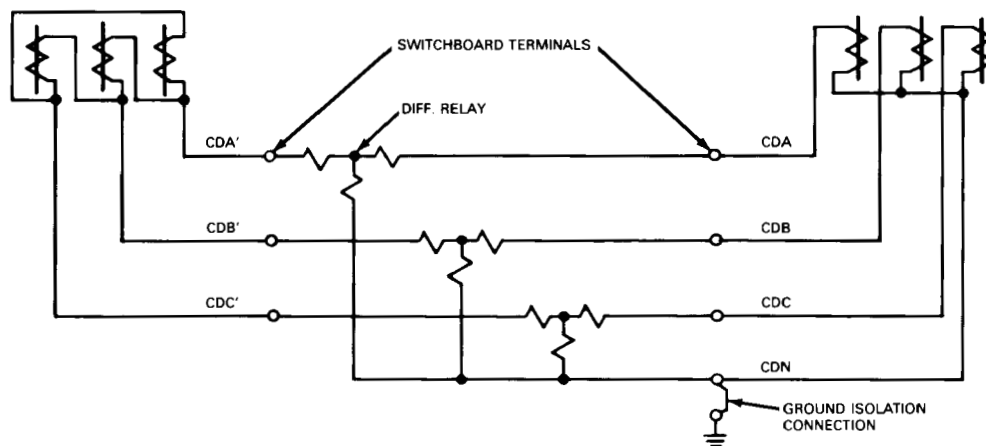 SWITCHBOARD TERMINALS
DIFF. RELAY
CDA'
CDA
CDB'
CDB
CDC'
CDC
CDN
GROUND ISOLATION
CONNECTION